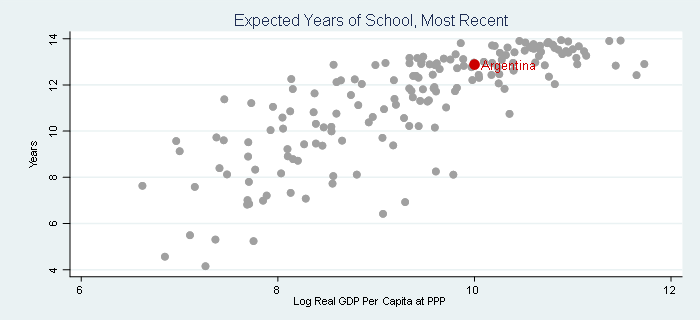 Expected Years of School, Most Recent
14
12
10
8
6
4
Years
Argentina
6
8
10
12
Log Real GDP Per Capita at PPP